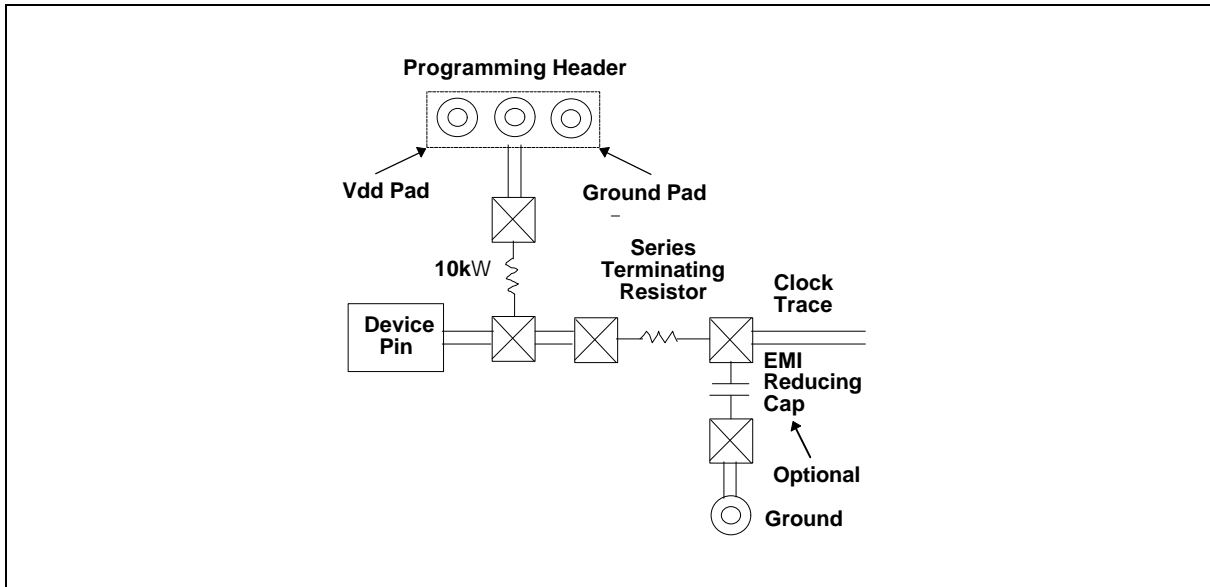 Programming Header
Vdd Pad
Ground Pad
10kW
Series
Terminating
Resistor
Clock
Trace
Device
Pin
EMI
Reducing
Cap
Optional
Ground